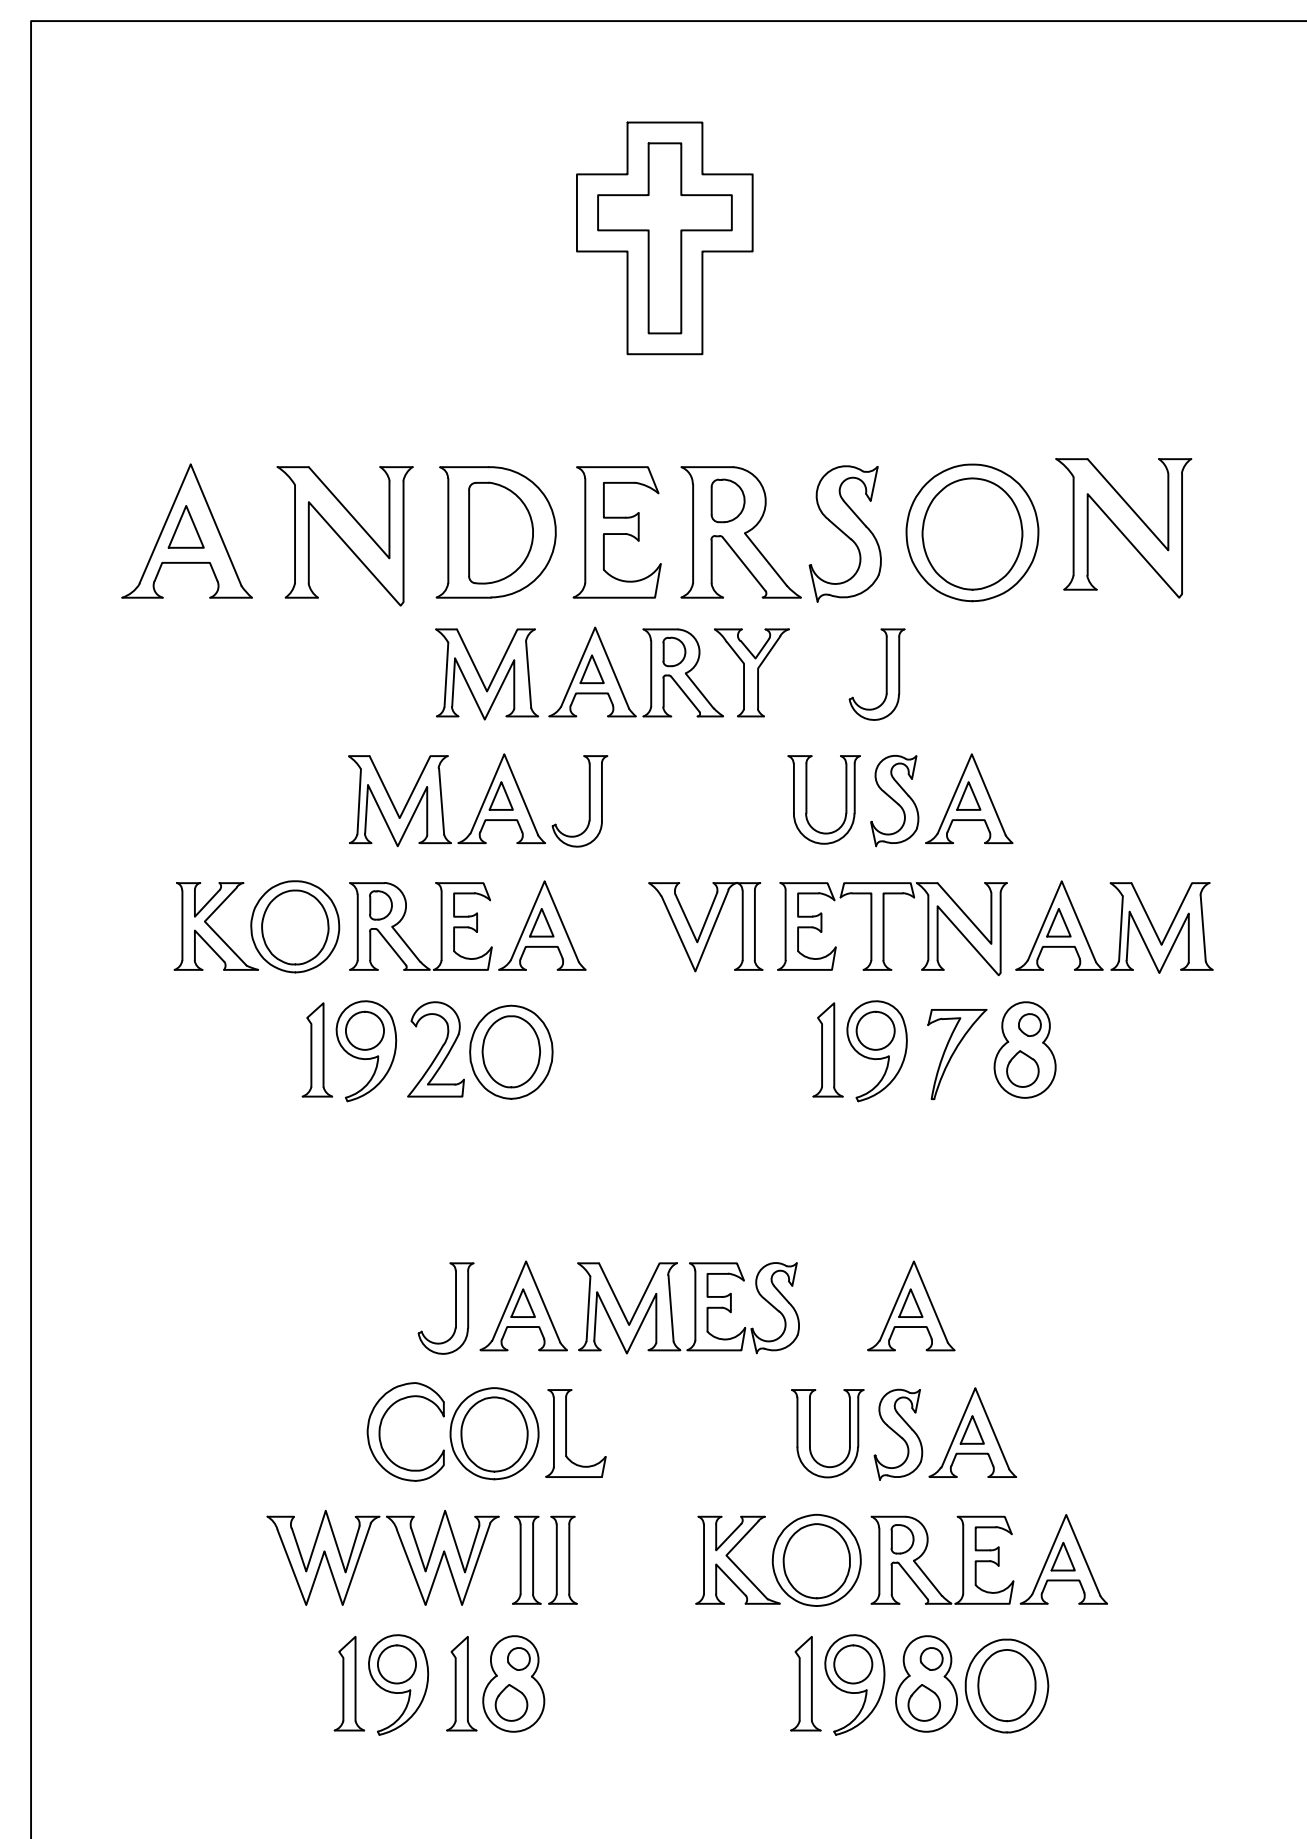 ANDERSON
MARY J
MAJ USA
KOREA VIETNAM
1920 1978
JAMES A
COL USA
WWII KOREA
1918 1980